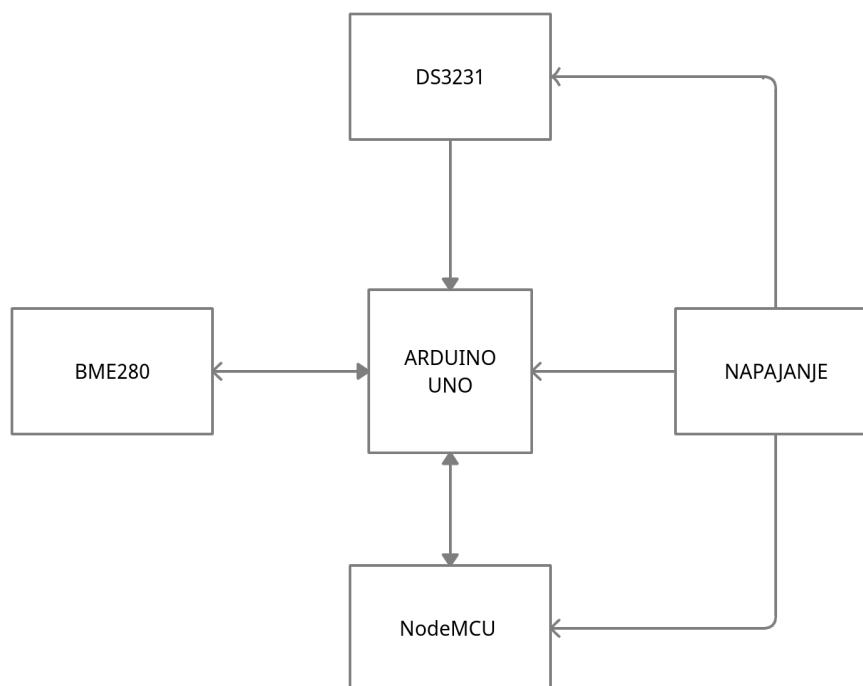 DS3231
BME280
ARDUINO
UNO
NAPAJANJE
NodeMCU